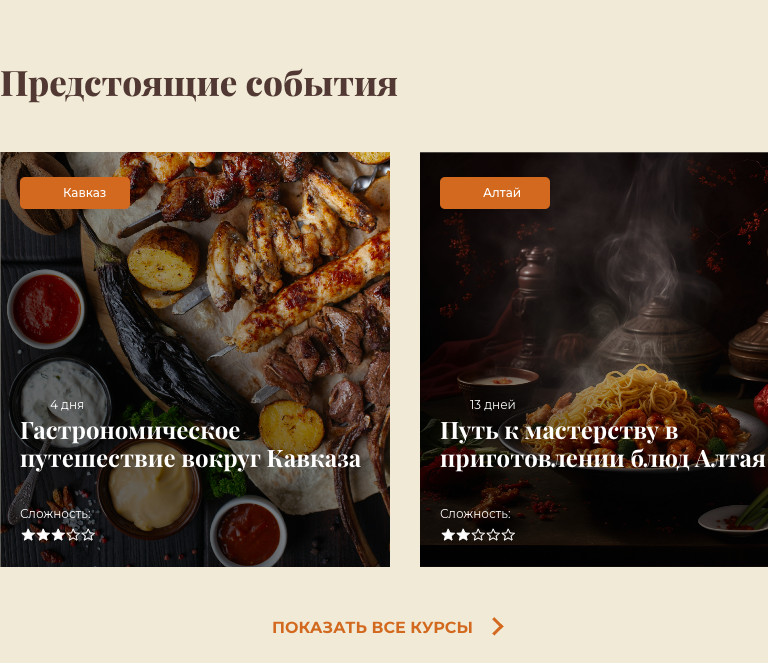 Предстоящие события
Кавказ
4 дня
Гастрономическое
путешествие вокруг Кавказа
Сложность:
Алтай
13 дней
Путь к мастерству в
приготовлении блюд Алтая
Сложность:
ПОКАЗАТЬ ВСЕ КУРСЫ